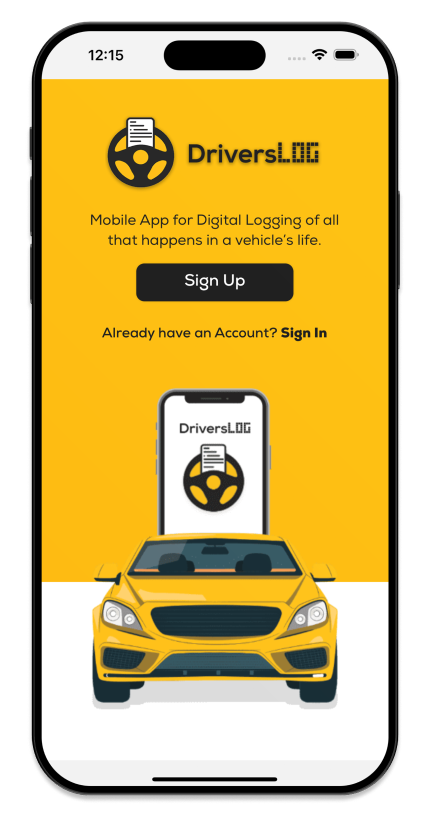 12:15
DriversLOG
Mobile App for Digital Logging of all
that happens in a vehicle's life.
Sign Up
Already have an Account? Sign In
DriversLOG